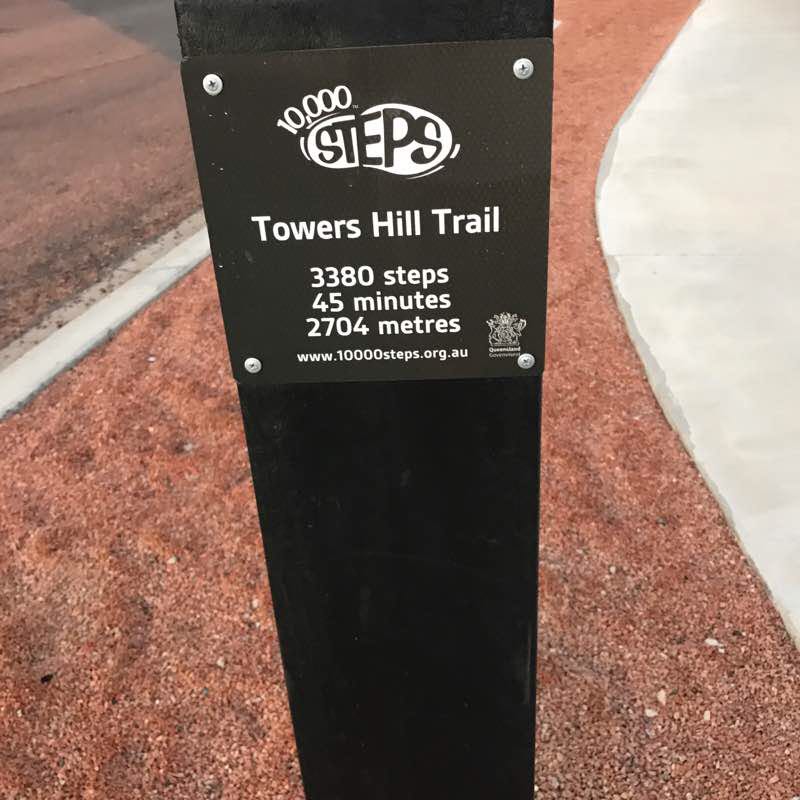 10,000
STEPS
Towers Hill Trail
3380 steps
45 minutes
2704 metres
www.10000steps.org.au
Queensland
Government